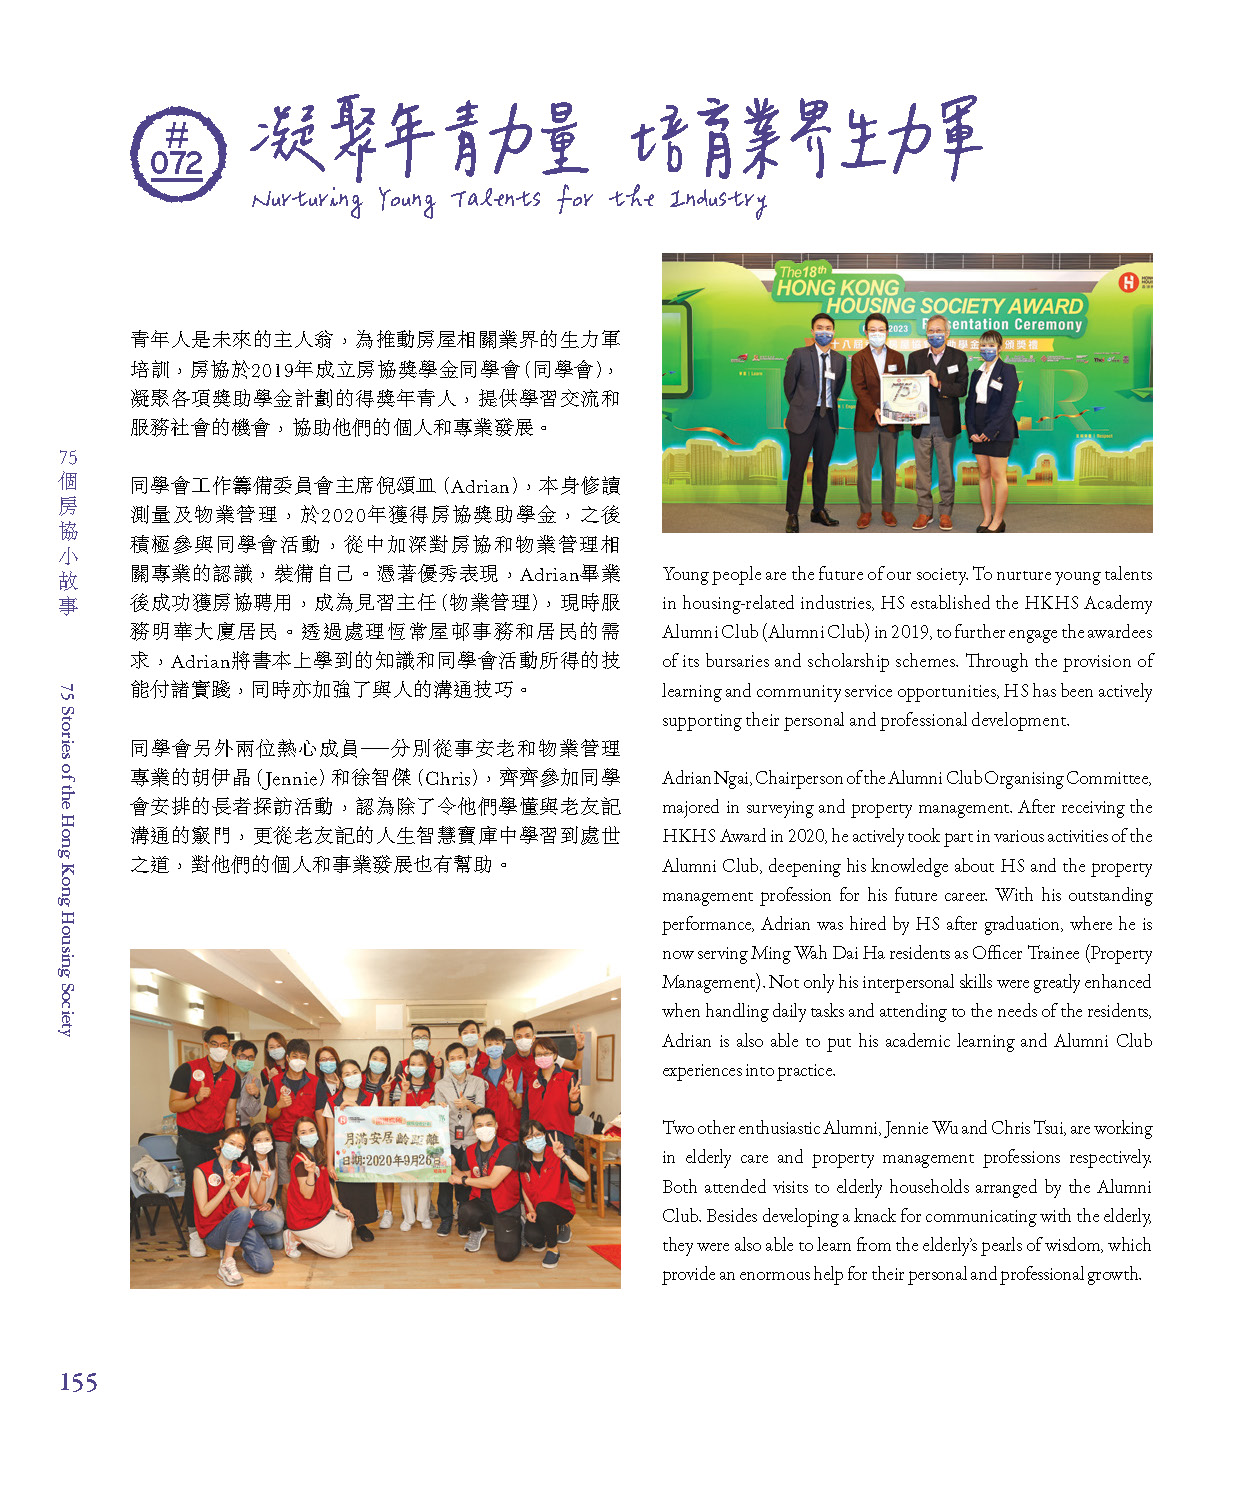 #
072
凝聚年青力量 培育業界生力軍
Nurturing Young Talents for the Industry
青年人是未來的主人翁，為推動房屋相關業界的生力軍
培訓，房協於2019年成立房協獎學金同學會（同學會），
凝聚各項獎助學金計劃的得獎年青人，提供學習交流和
服務社會的機會，協助他們的個人和專業發展。
同學會工作籌備委員會主席倪頌皿（Adrian），本身修讀
測量及物業管理，於2020年獲得房協獎助學金，之後
積極參與同學會活動，從中加深對房協和物業管理相
關專業的認識，裝備自己。憑著優秀表現，Adrian畢業
後成功獲房協聘用，成為見習主任（物業管理），現時服
務明華大廈居民。透過處理恆常屋邨事務和居民的需
求，Adrian將書本上學到的知識和同學會活動所得的技
能付諸實踐，同時亦加強了與人的溝通技巧。
同學會另外兩位熱心成員──分別從事安老和物業管理
專業的胡伊晶（Jennie）和徐智傑（Chris），齊齊參加同學
會安排的長者探訪活動，認為除了令他們學懂與老友記
溝通的竅門，更從老友記的人生智慧寶庫中學習到處世
之道，對他們的個人和事業發展也有幫助。
月滿安居齡距離
日期:2020年9月26日
The 18th
HONG KONG
HOUSING SOCIETY AWARD
Presentation Ceremony
Young people are the future of our society. To nurture young talents
in housing-related industries, HS established the HKHS Academy
Alumni Club (Alumni Club) in 2019, to further engage the awardees
of its bursaries and scholarship schemes. Through the provision of
learning and community service opportunities, HS has been actively
supporting their personal and professional development.
Adrian Ngai, Chairperson of the Alumni Club Organising Committee,
majored in surveying and property management. After receiving the
HKHS Award in 2020, he actively took part in various activities of the
Alumni Club, deepening his knowledge about HS and the property
management profession for his future career. With his outstanding
performance, Adrian was hired by HS after graduation, where he is
now serving Ming Wah Dai Ha residents as Officer Trainee (Property
Management). Not only his interpersonal skills were greatly enhanced
when handling daily tasks and attending to the needs of the residents,
Adrian is also able to put his academic learning and Alumni Club
experiences into practice.
Two other enthusiastic Alumni, Jennie Wu and Chris Tsui, are working
in elderly care and property management professions respectively.
Both attended visits to elderly households arranged by the Alumni
Club. Besides developing a knack for communicating with the elderly,
they were also able to learn from the elderly's pearls of wisdom, which
provide an enormous help for their personal and professional growth.
75個房協小故事
75 Stories of the Hong Kong Housing Society
155